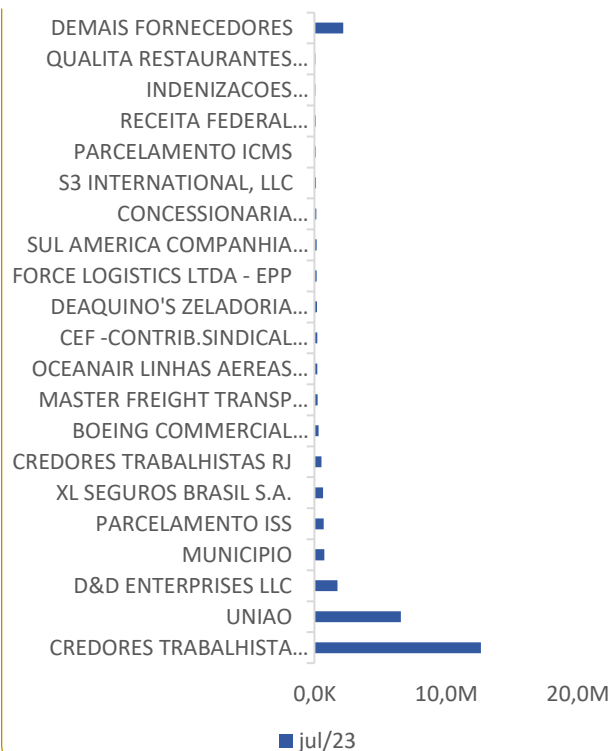 DEMAIS FORNECEDORES
QUALITA RESTAURANTES...
INDENIZACOES...
RECEITA FEDERAL...
PARCELAMENTO ICMS
S3 INTERNATIONAL, LLC
CONCESSIONARIA...
SUL AMERICA COMPANHIA...
FORCE LOGISTICS LTDA - EPP
DEAQUINO'S ZELADORIA...
CEF -CONTRIB.SINDICAL...
OCEANAIR LINHAS AEREAS...
MASTER FREIGHT TRANSP...
BOEING COMMERCIAL...
CREDORES TRABALHISTAS RJ
XL SEGUROS BRASIL S.A.
PARCELAMENTO ISS
MUNICIPIO
D&D ENTERPRISES LLC
UNIAO
CREDORES TRABALHISTA...
0,0K 10,0M 20,0M
jul/23